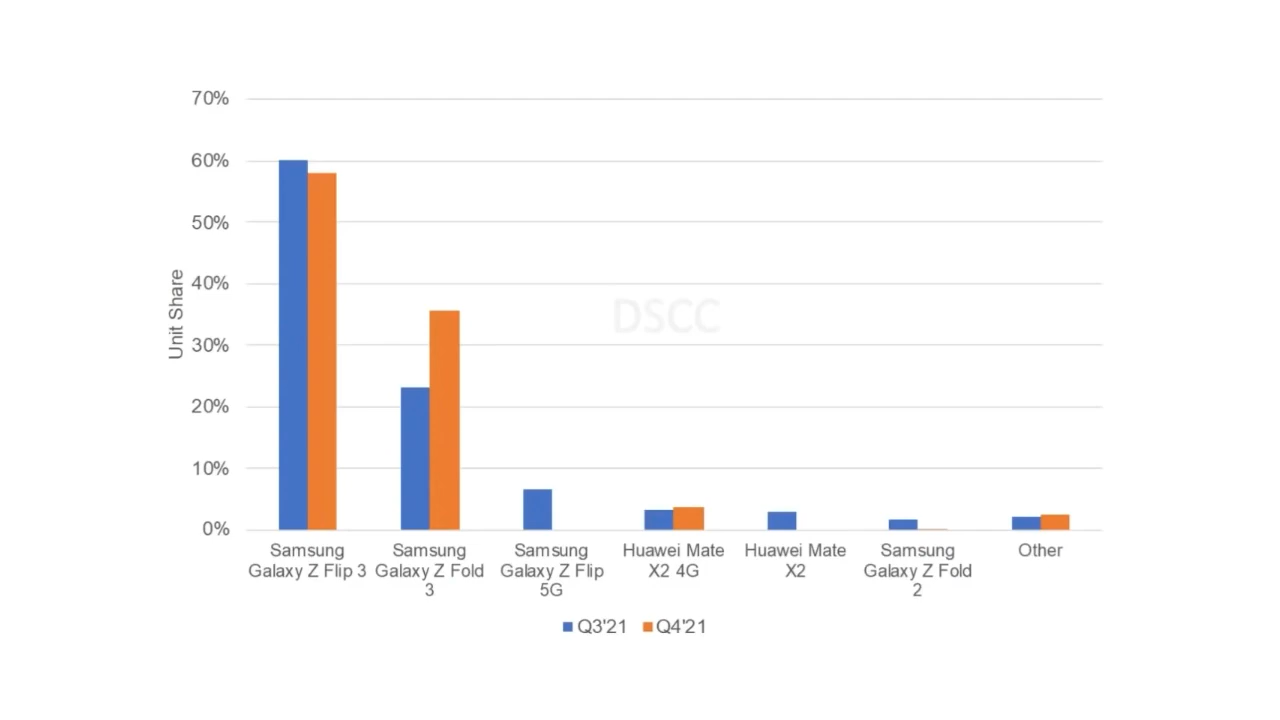 70%
60%
50%
40%
30%
20%
10%
0%
Unit Share
DSCC
Samsung
Galaxy Z Flip 3
Samsung
Galaxy Z Fold
3
Samsung
Galaxy Z Flip
5G
Huawei Mate
X2 4G
Huawei Mate
X2
Samsung
Galaxy Z Fold
2
Other
Q3'21
Q4'21